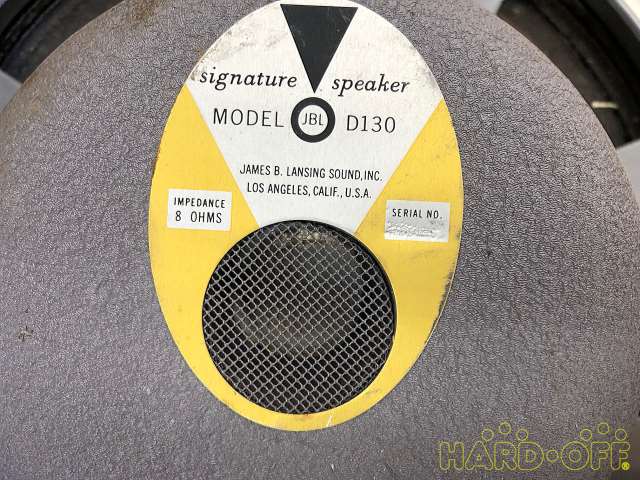 signature speaker
MODEL JBL D130
JAMES B. LANSING SOUND, INC.
LOS ANGELES, CALIF., U.S.A.
IMPEDANCE
8 OHMS
SERIAL NO.
HARD-OFF